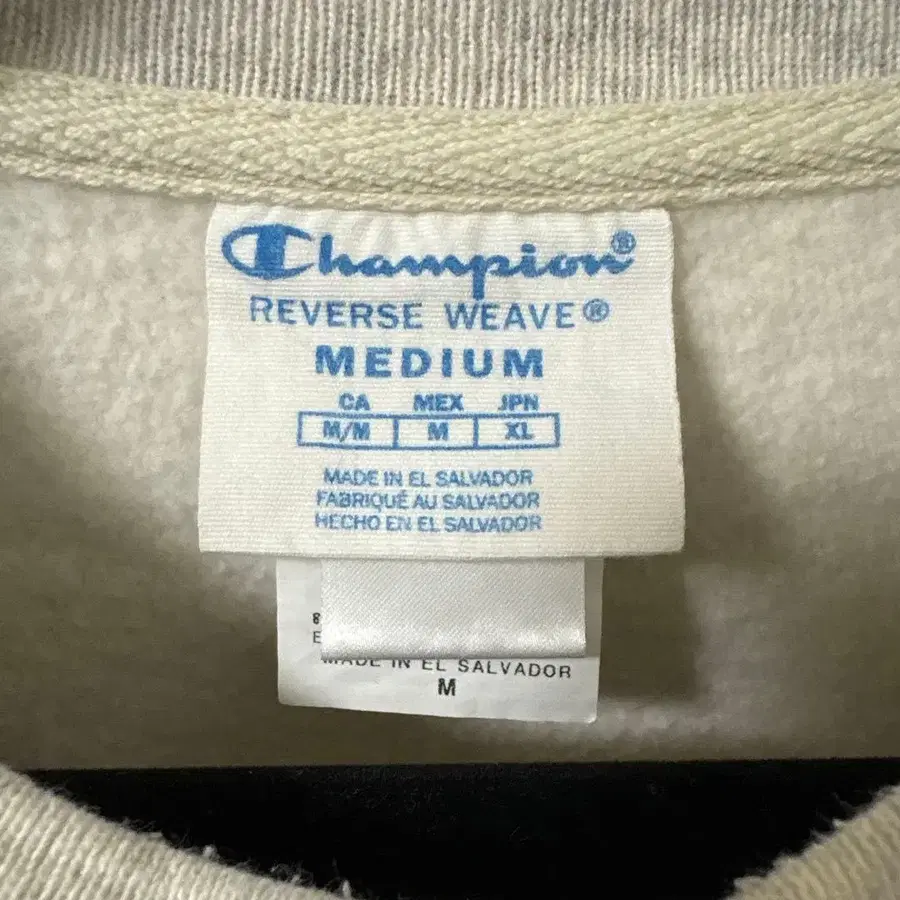 Champion®
REVERSE WEAVE®
MEDIUM
CA MEX JPN
M/M M XL
MADE IN EL SALVADOR
FABRIQUÉ AU SALVADOR
HECHO EN EL SALVADOR
MADE IN EL SALVADOR
M